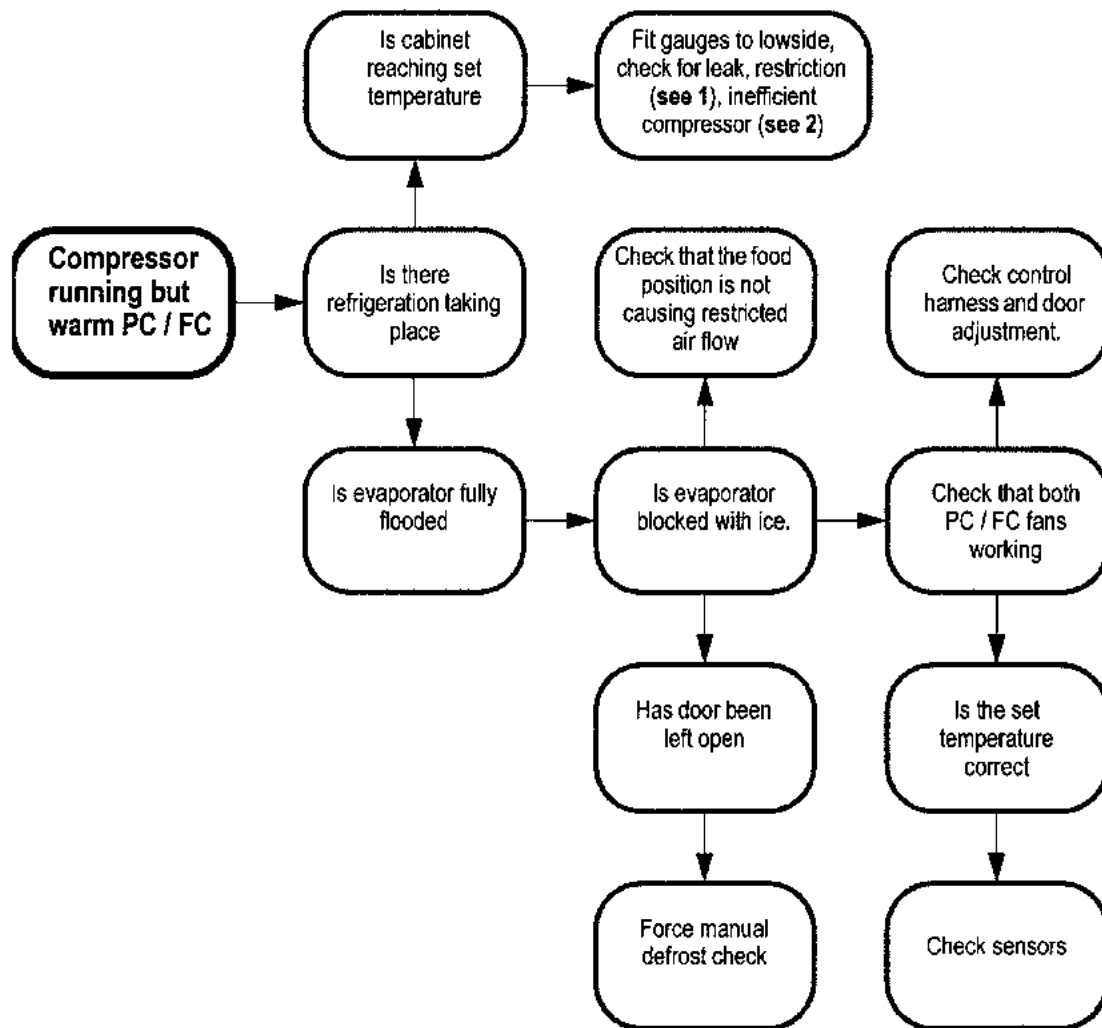 Is cabinet
reaching set
temperature
Fit gauges to lowside,
check for leak, restriction
(see 1), inefficient
compressor (see 2)
Compressor
running but
warm PC / FC
Is there
refrigeration taking
place
Check that the food
position is not
causing restricted
air flow
Check control
harness and door
adjustment.
Is evaporator fully
flooded
Is evaporator
blocked with ice.
Check that both
PC / FC fans
working
Has door been
left open
Is the set
temperature
correct
Force manual
defrost check
Check sensors